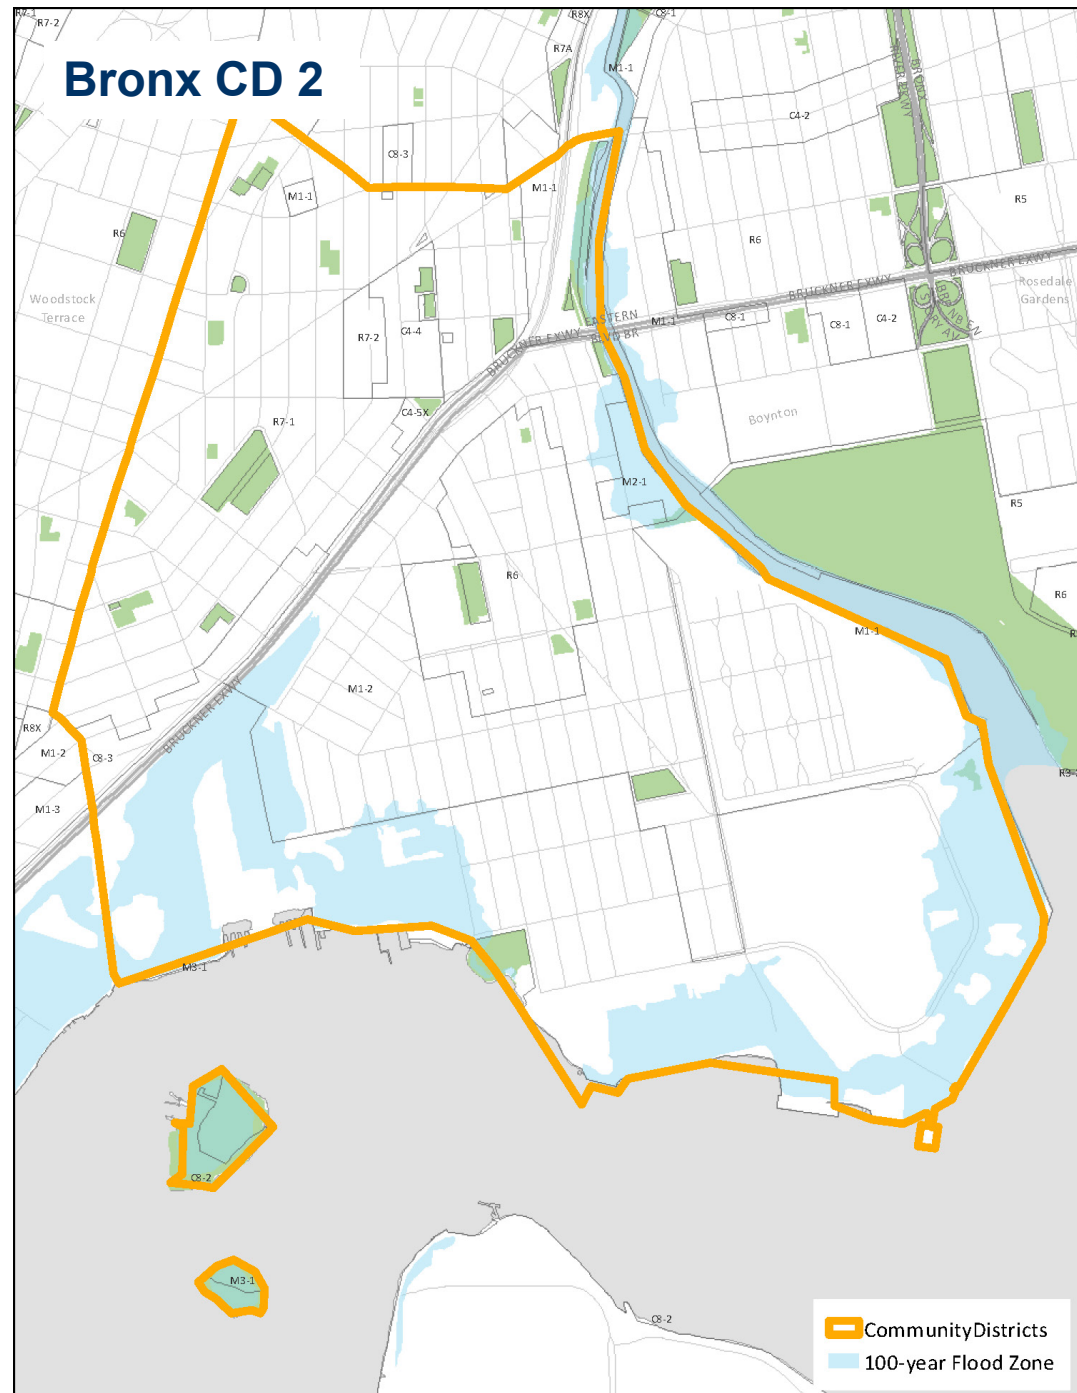 Bronx CD 2
R7-1
R7-2
R8X
C8-1
R7A
M1-1
C4-2
C8-3
M1-1
M1-1
R5
R6
R6
Woodstock
Terrace
BRUCKNER EXWY
BRUCKNER EXWY
Rosedale
Gardens
EASTERN
BLVD BR
M1-1
C8-1
C8-1
C4-2
BRUCKNER EXWY
R7-2
C4-4
C4-5X
R7-1
Boynton
M2-1
R5
R6
R6
M1-1
M1-2
BRUCKNER EXWY
R8X
M1-2
C8-3
M1-3
M3-1
C8-2
M3-1
C8-2
CommunityDistricts
100-year Flood Zone